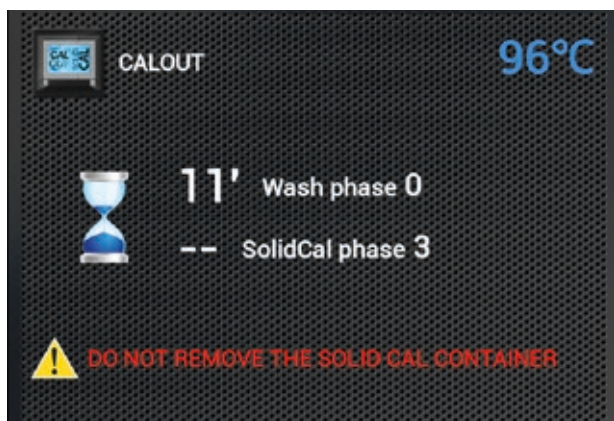 CALOUT
96°C
11' Wash phase 0
-- SolidCal phase 3
DO NOT REMOVE THE SOLID CAL CONTAINER